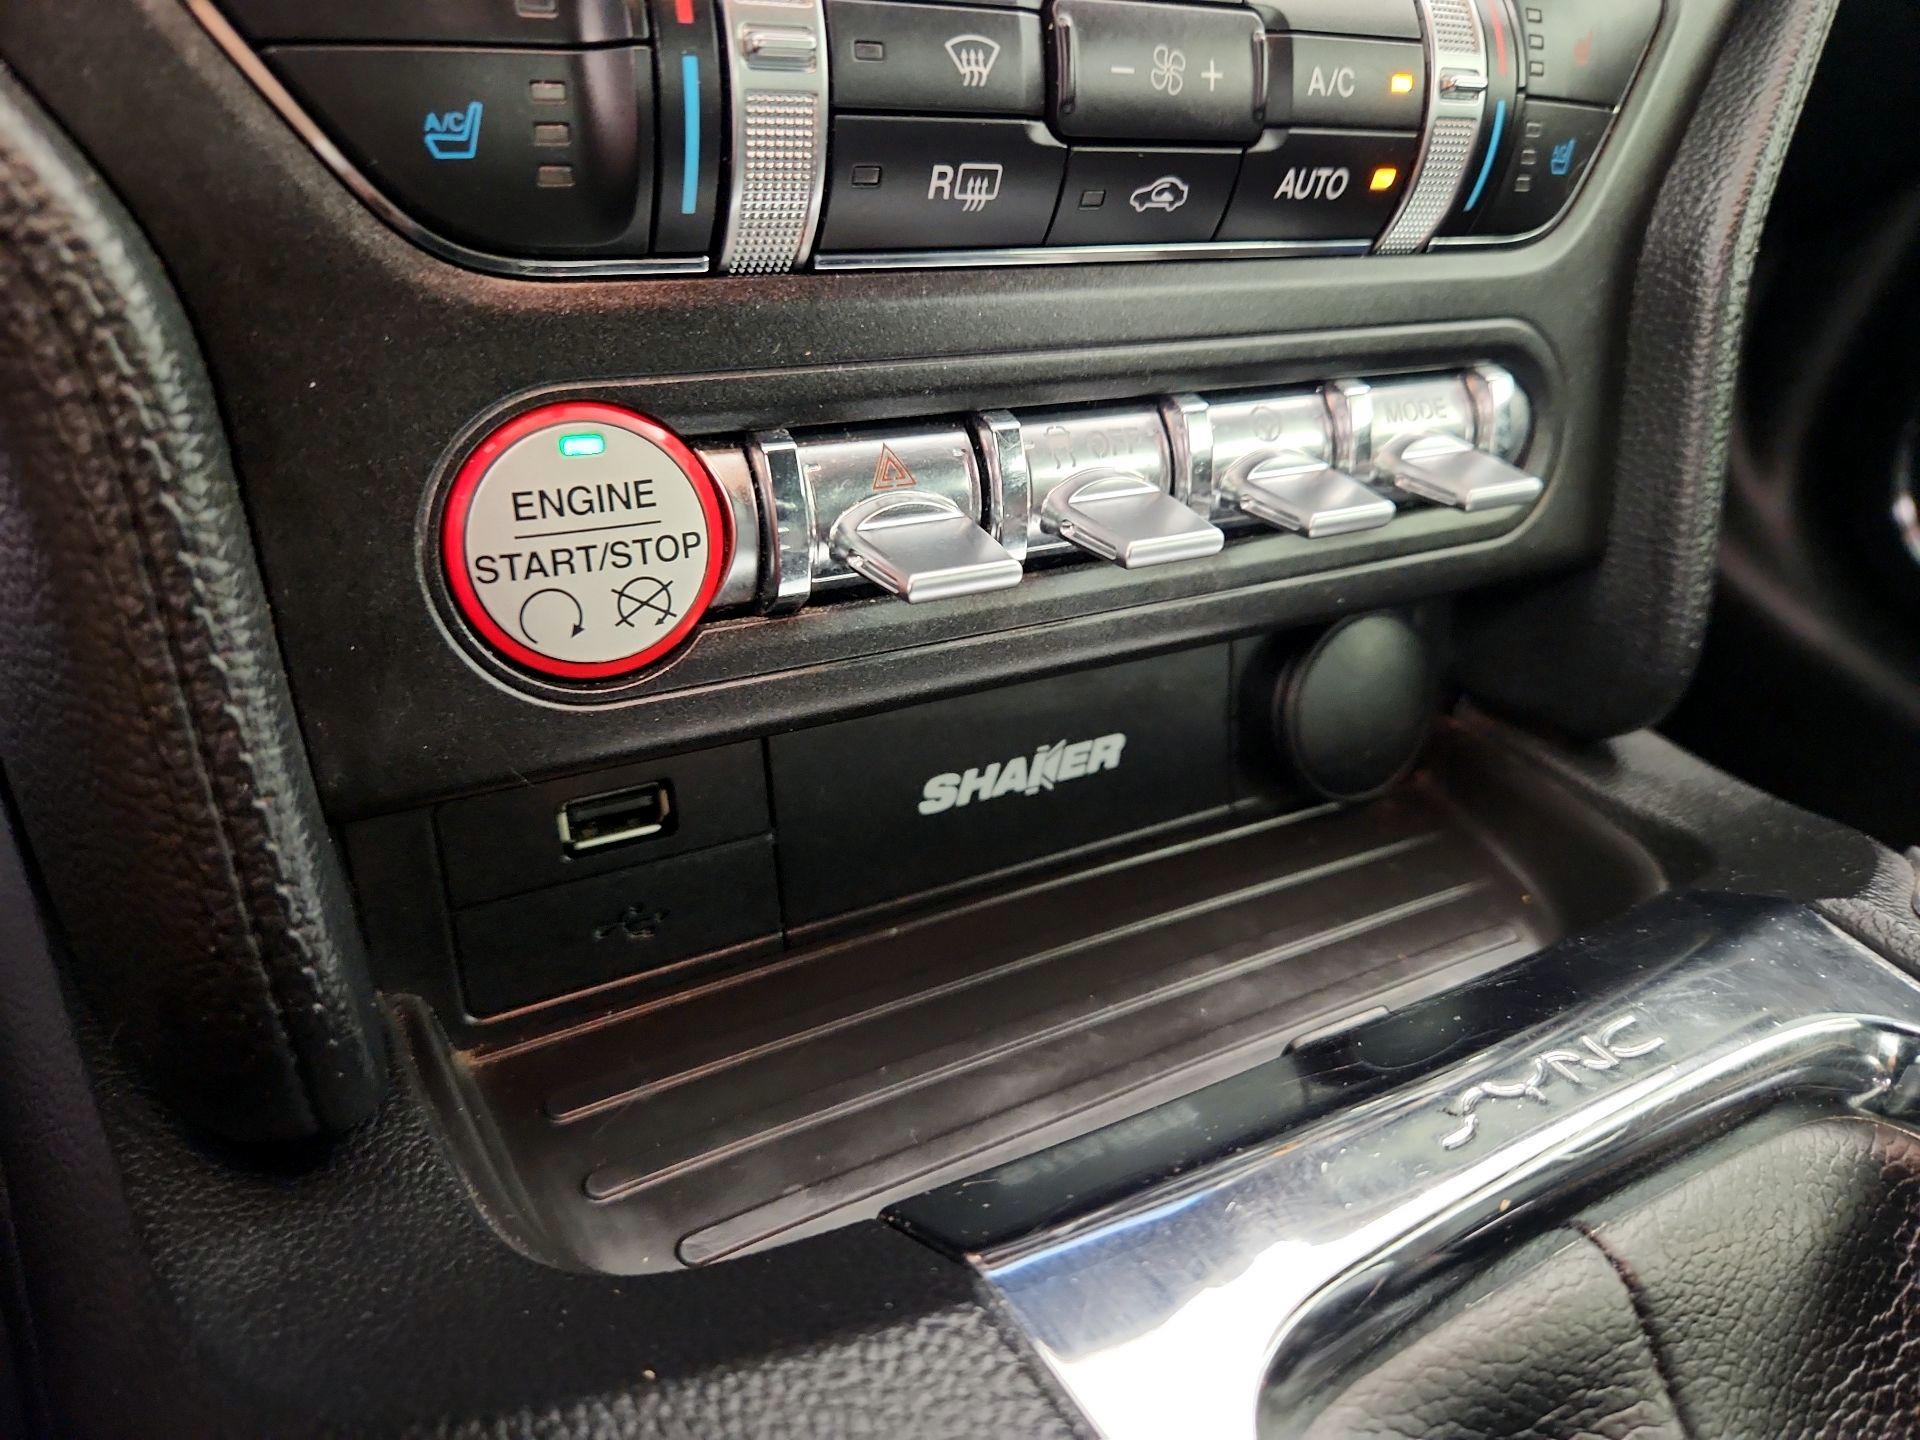 A/C
- +
A/C
R
AUTO
A/C
ENGINE
START/STOP
OFF
MODE
SHAKER
SYNC